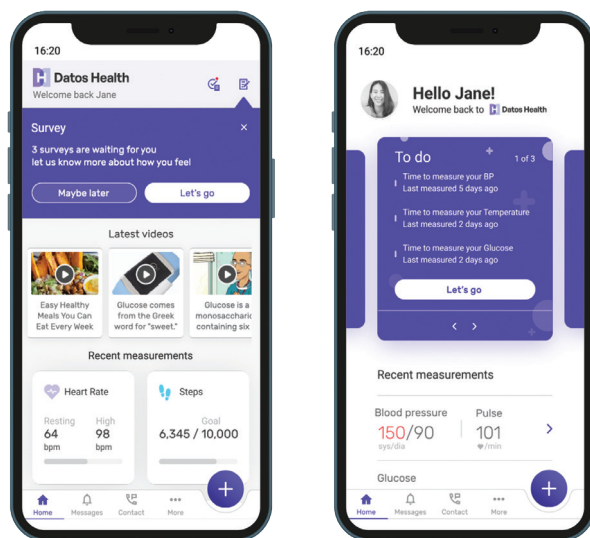 16:20
Datos Health
Welcome back Jane
Survey
×
3 surveys are waiting for you
let us know more about how you feel
Maybe later
Let's go
Latest videos
Easy Healthy
Meals You Can
Eat Every Week
Glucose comes
from the Greek
word for "sweet."
Glucose is a
monosaccharid
containing six
Recent measurements
Heart Rate
Resting High
64 98
bpm bpm
Steps
Goal
6,345 / 10,000
+
Home Messages Contact More
16:20
Hello Jane!
Welcome back to Datos Health
To do
1 of 3
Time to measure your BP
Last measured 5 days ago
Time to measure your Temperature
Last measured 2 days ago
Time to measure your Glucose
Last measured 2 days ago
Let's go
Recent measurements
Blood pressure Pulse
150/90 101
sys/dia ♥/min
Glucose
+
Home Messages Contact More